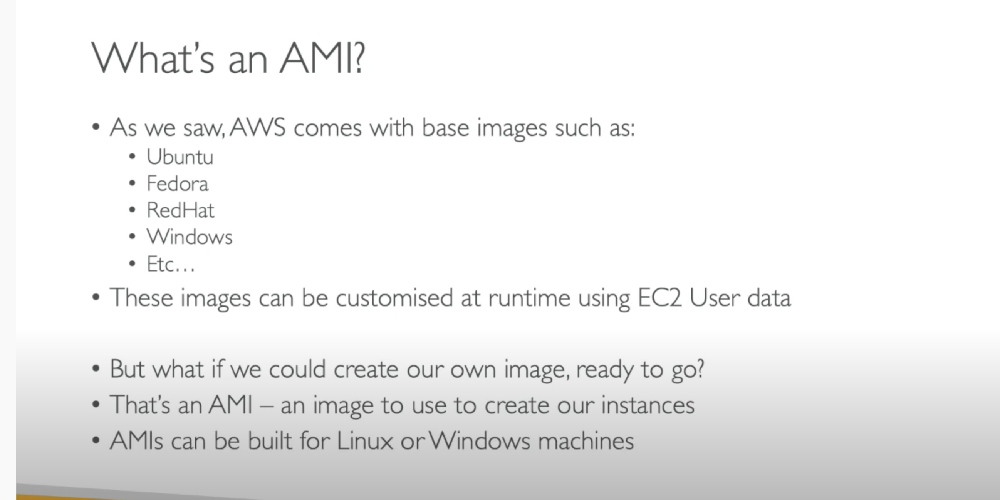 What’s an AMI?
• As we saw, AWS comes with base images such as:
• Ubuntu
• Fedora
• RedHat
• Windows
• Etc…
• These images can be customised at runtime using EC2 User data
• But what if we could create our own image, ready to go?
• That’s an AMI – an image to use to create our instances
• AMIs can be built for Linux or Windows machines